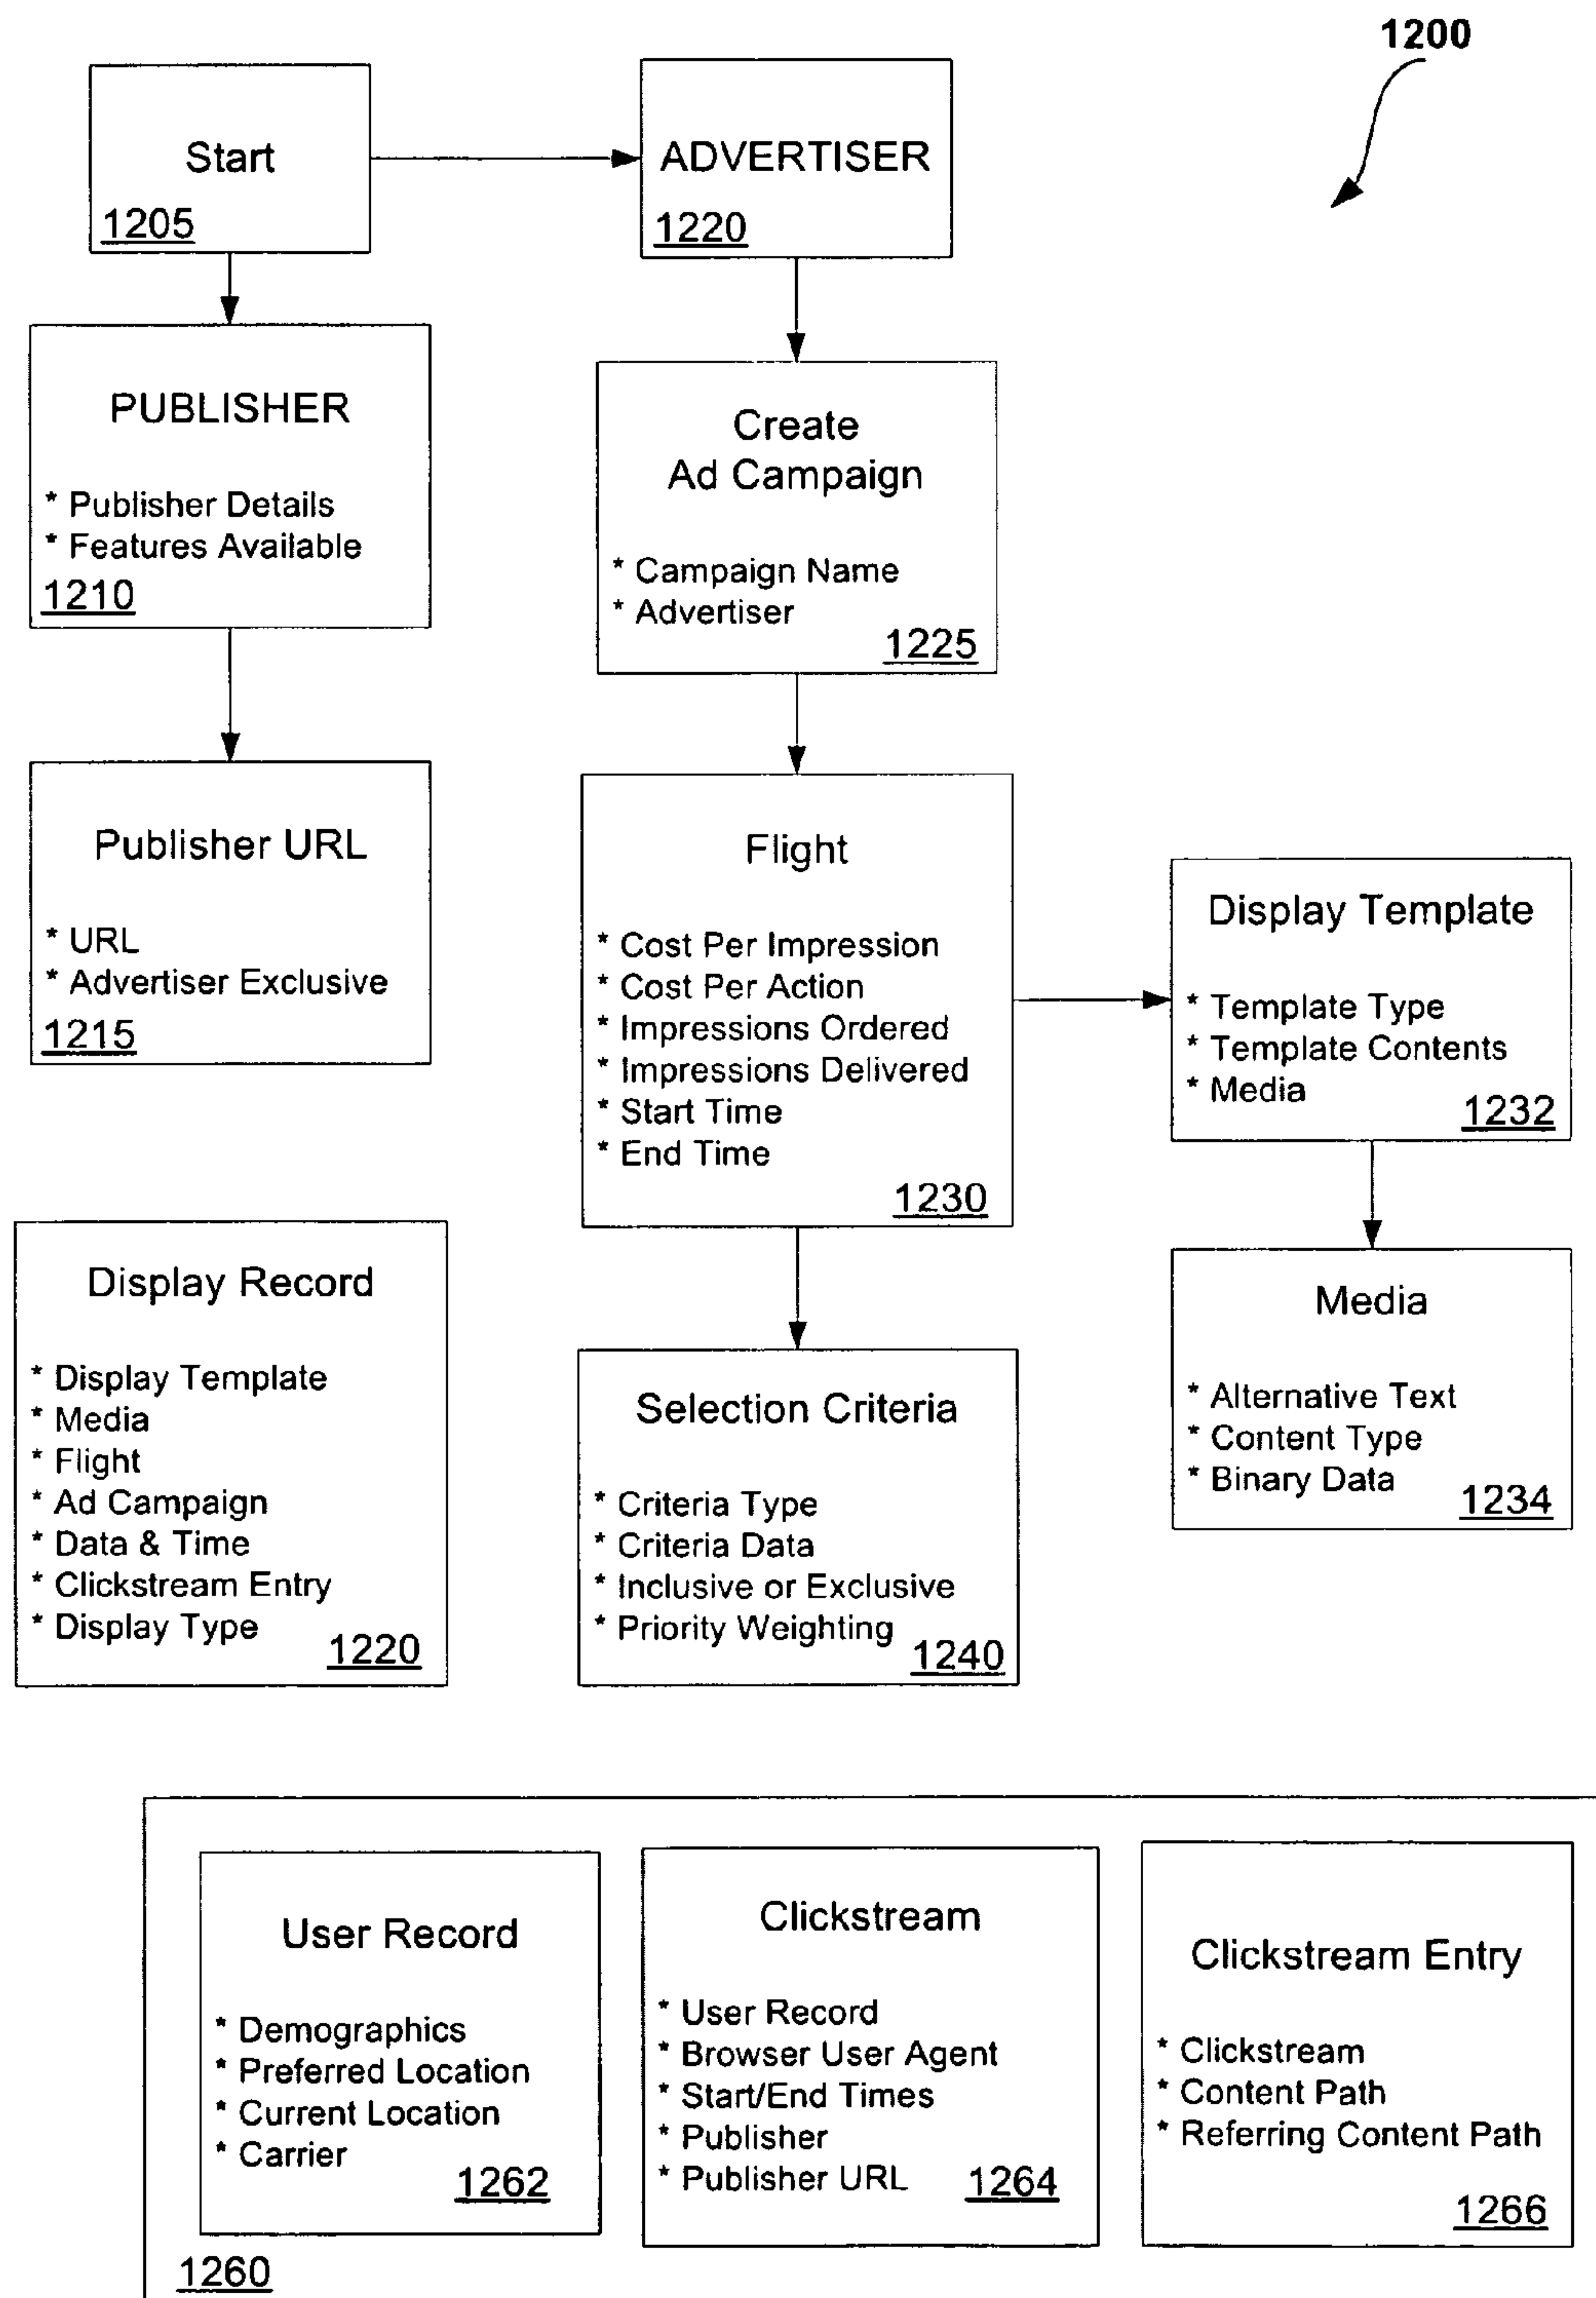 1200
Start
1205
ADVERTISER
1220
PUBLISHER
* Publisher Details
* Features Available
1210
Create
Ad Campaign
* Campaign Name
* Advertiser
1225
Publisher URL
* URL
* Advertiser Exclusive
1215
Flight
* Cost Per Impression
* Cost Per Action
* Impressions Ordered
* Impressions Delivered
* Start Time
* End Time
1230
Display Template
* Template Type
* Template Contents
* Media
1232
Display Record
* Display Template
* Media
* Flight
* Ad Campaign
* Data & Time
* Clickstream Entry
* Display Type
1220
Selection Criteria
* Criteria Type
* Criteria Data
* Inclusive or Exclusive
* Priority Weighting
1240
Media
* Alternative Text
* Content Type
* Binary Data
1234
User Record
* Demographics
* Preferred Location
* Current Location
* Carrier
1262
Clickstream
* User Record
* Browser User Agent
* Start/End Times
* Publisher
* Publisher URL
1264
Clickstream Entry
* Clickstream
* Content Path
* Referring Content Path
1266
1260